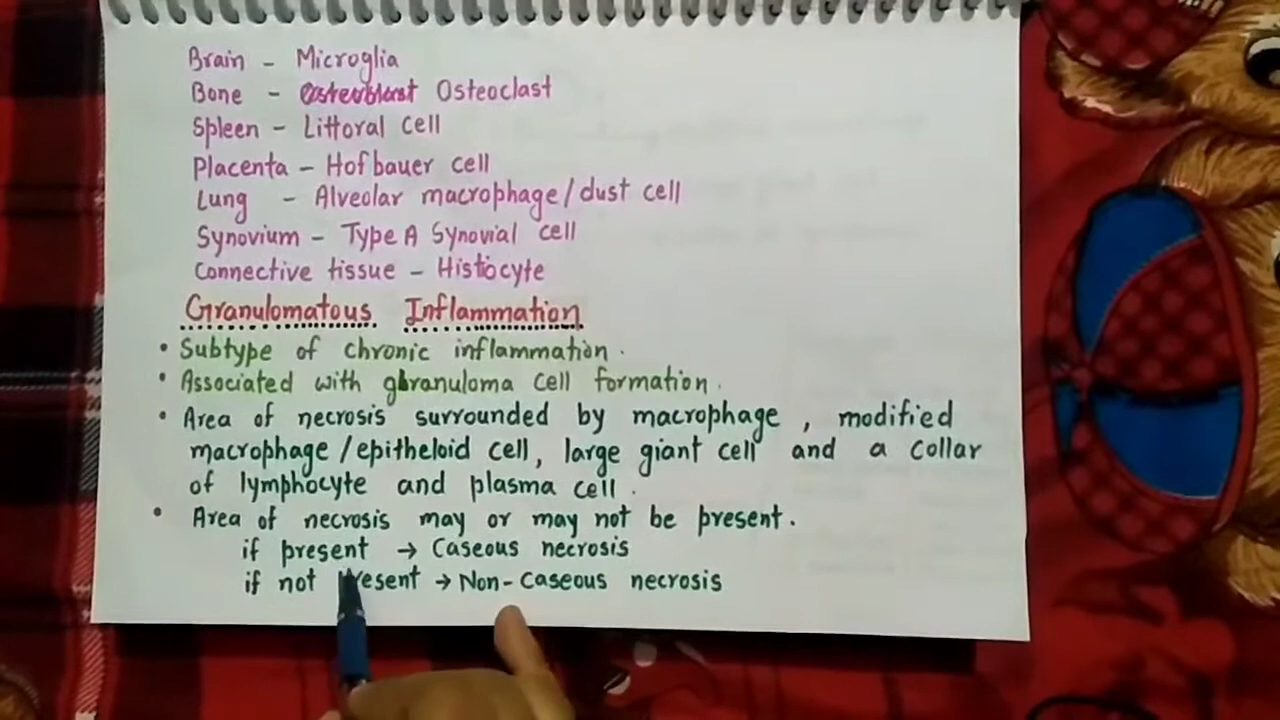 Brain - Microglia
Bone - Osteoblast Osteoclast
Spleen - Littoral cell
Placenta - Hofbauer cell
Lung - Alveolar macrophage/dust cell
Synovium - Type A Synovial cell
Connective tissue - Histiocyte
Granulomatous Inflammation
• Subtype of chronic inflammation.
• Associated with granuloma cell formation.
• Area of necrosis surrounded by macrophage, modified
macrophage/epitheloid cell, large giant cell and a collar
of lymphocyte and plasma cell.
• Area of necrosis may or may not be present.
if present → Caseous necrosis
if not present → Non-Caseous necrosis